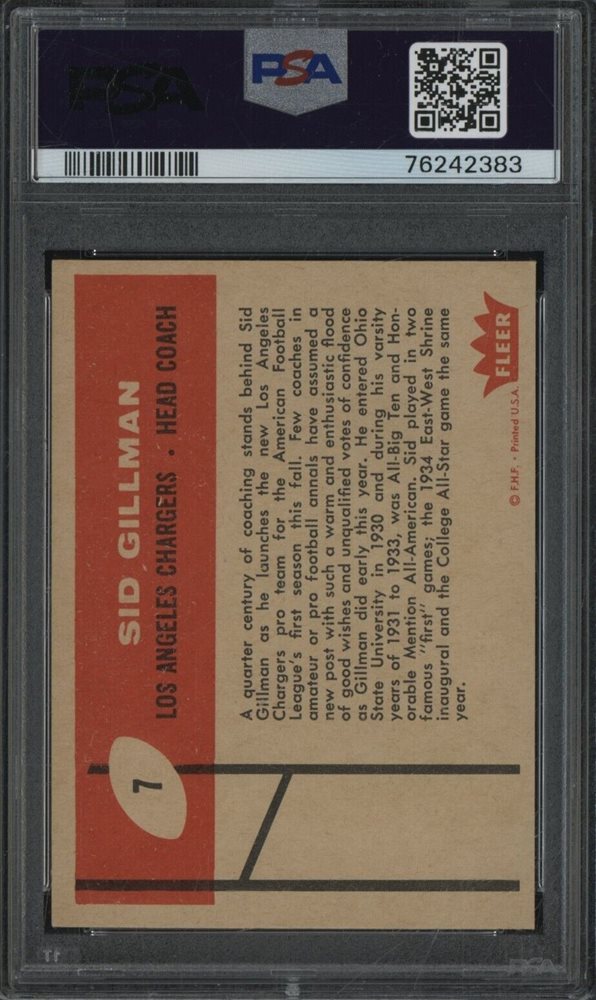 PSA
PSA
76242383
7
SID GILLMAN
LOS ANGELES CHARGERS • HEAD COACH
A quarter century of coaching stands behind Sid
Gillman as he launches the new Los Angeles
Chargers pro team for the American Football
League's first season this fall. Few coaches in
amateur or pro football annals have assumed a
new post with such a warm and enthusiastic flood
of good wishes and unqualified votes of confidence
as Gillman did early this year. He entered Ohio
State University in 1930 and during his varsity
years of 1931 to 1933, was All-Big Ten and Hon-
orable Mention All-American. Sid played in two
famous "first" games; the 1934 East-West Shrine
inaugural and the College All-Star game the same
year.
FLEER
© F.H.F. • Printed U.S.A.
PSA